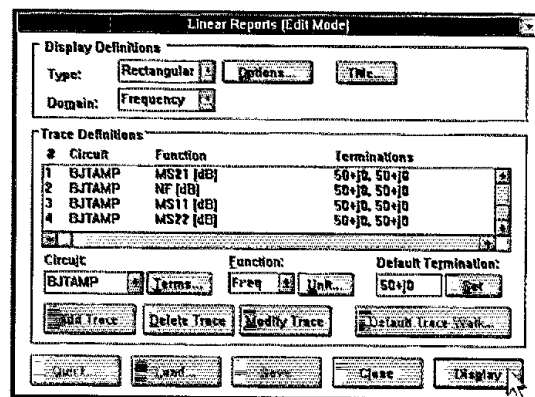 Linear Reports (Edit Mode)
Display Definitions
Type: Rectangular Options... Title...
Domain: Frequency
Trace Definitions
# Circuit Function Terminations
1 BJTAMP MS21 [dB] 50+j0, 50+j0
2 BJTAMP NF [dB] 50+j0, 50+j0
3 BJTAMP MS11 [dB] 50+j0, 50+j0
4 BJTAMP MS22 [dB] 50+j0, 50+j0
Circuit: Function: Default Termination:
BJTAMP Terms... Freq Unit... 50+j0 Set
Add Trace Delete Trace Modify Trace Default Trace
Load... Save... Close Display